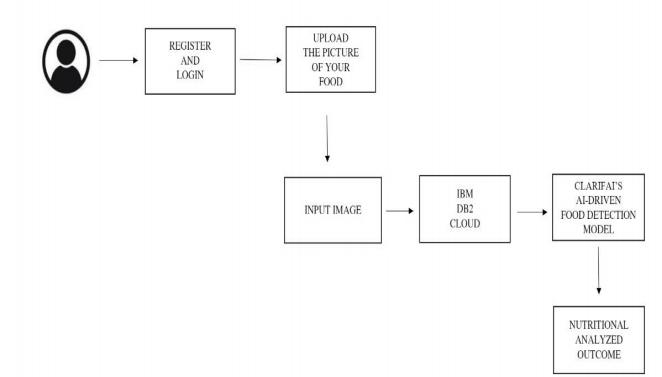 REGISTER
AND
LOGIN
UPLOAD
THE PICTURE
OF YOUR
FOOD
INPUT IMAGE
IBM
DB2
CLOUD
CLARIFAI'S
AI-DRIVEN
FOOD DETECTION
MODEL
NUTRITIONAL
ANALYZED
OUTCOME